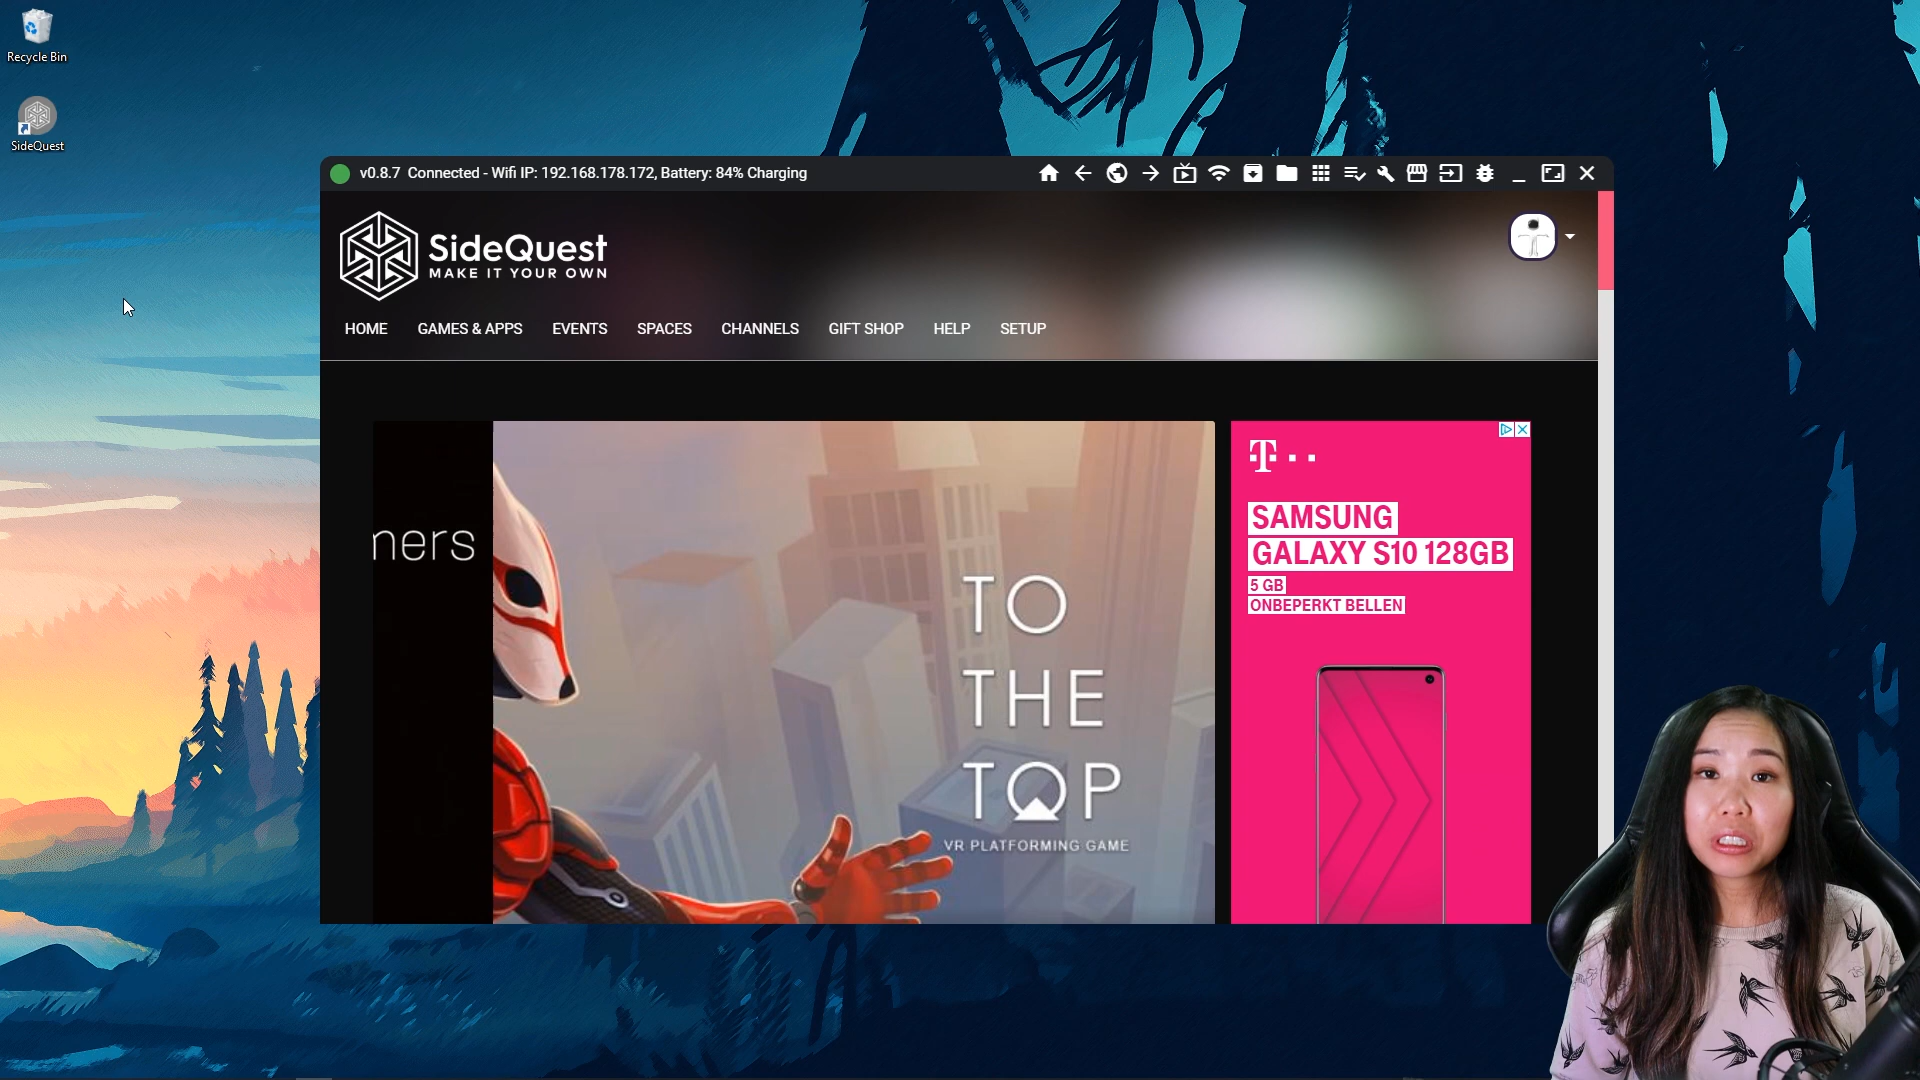 Recycle Bin
SideQuest
v0.8.7 Connected - Wifi IP: 192.168.178.172, Battery: 84% Charging
SideQuest
MAKE IT YOUR OWN
HOME GAMES & APPS EVENTS SPACES CHANNELS GIFT SHOP HELP SETUP
ners
TO
THE
TOP
VR PLATFORMING GAME
T
SAMSUNG
GALAXY S10 128GB
5 GB
ONBEPERKT BELLEN